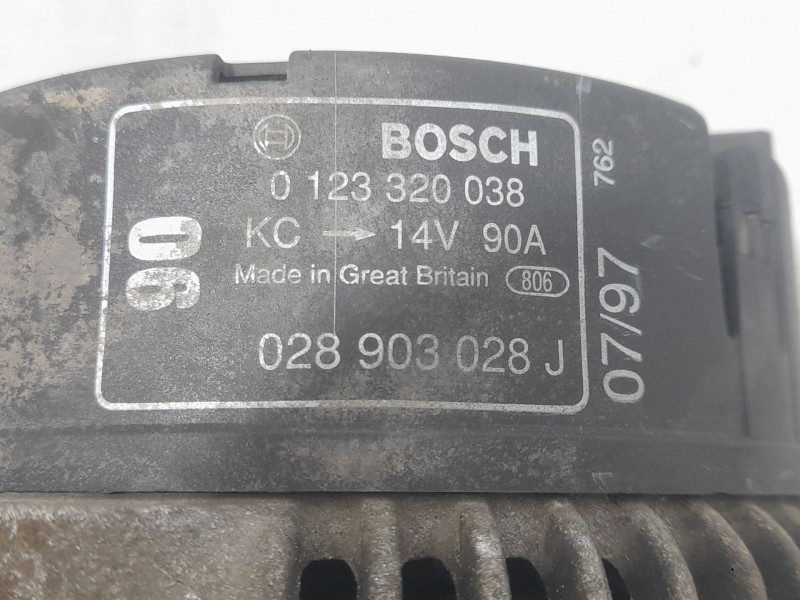 BOSCH
0 123 320 038
KC → 14V 90A
Made in Great Britain 806
028 903 028 J
90
07/97
762